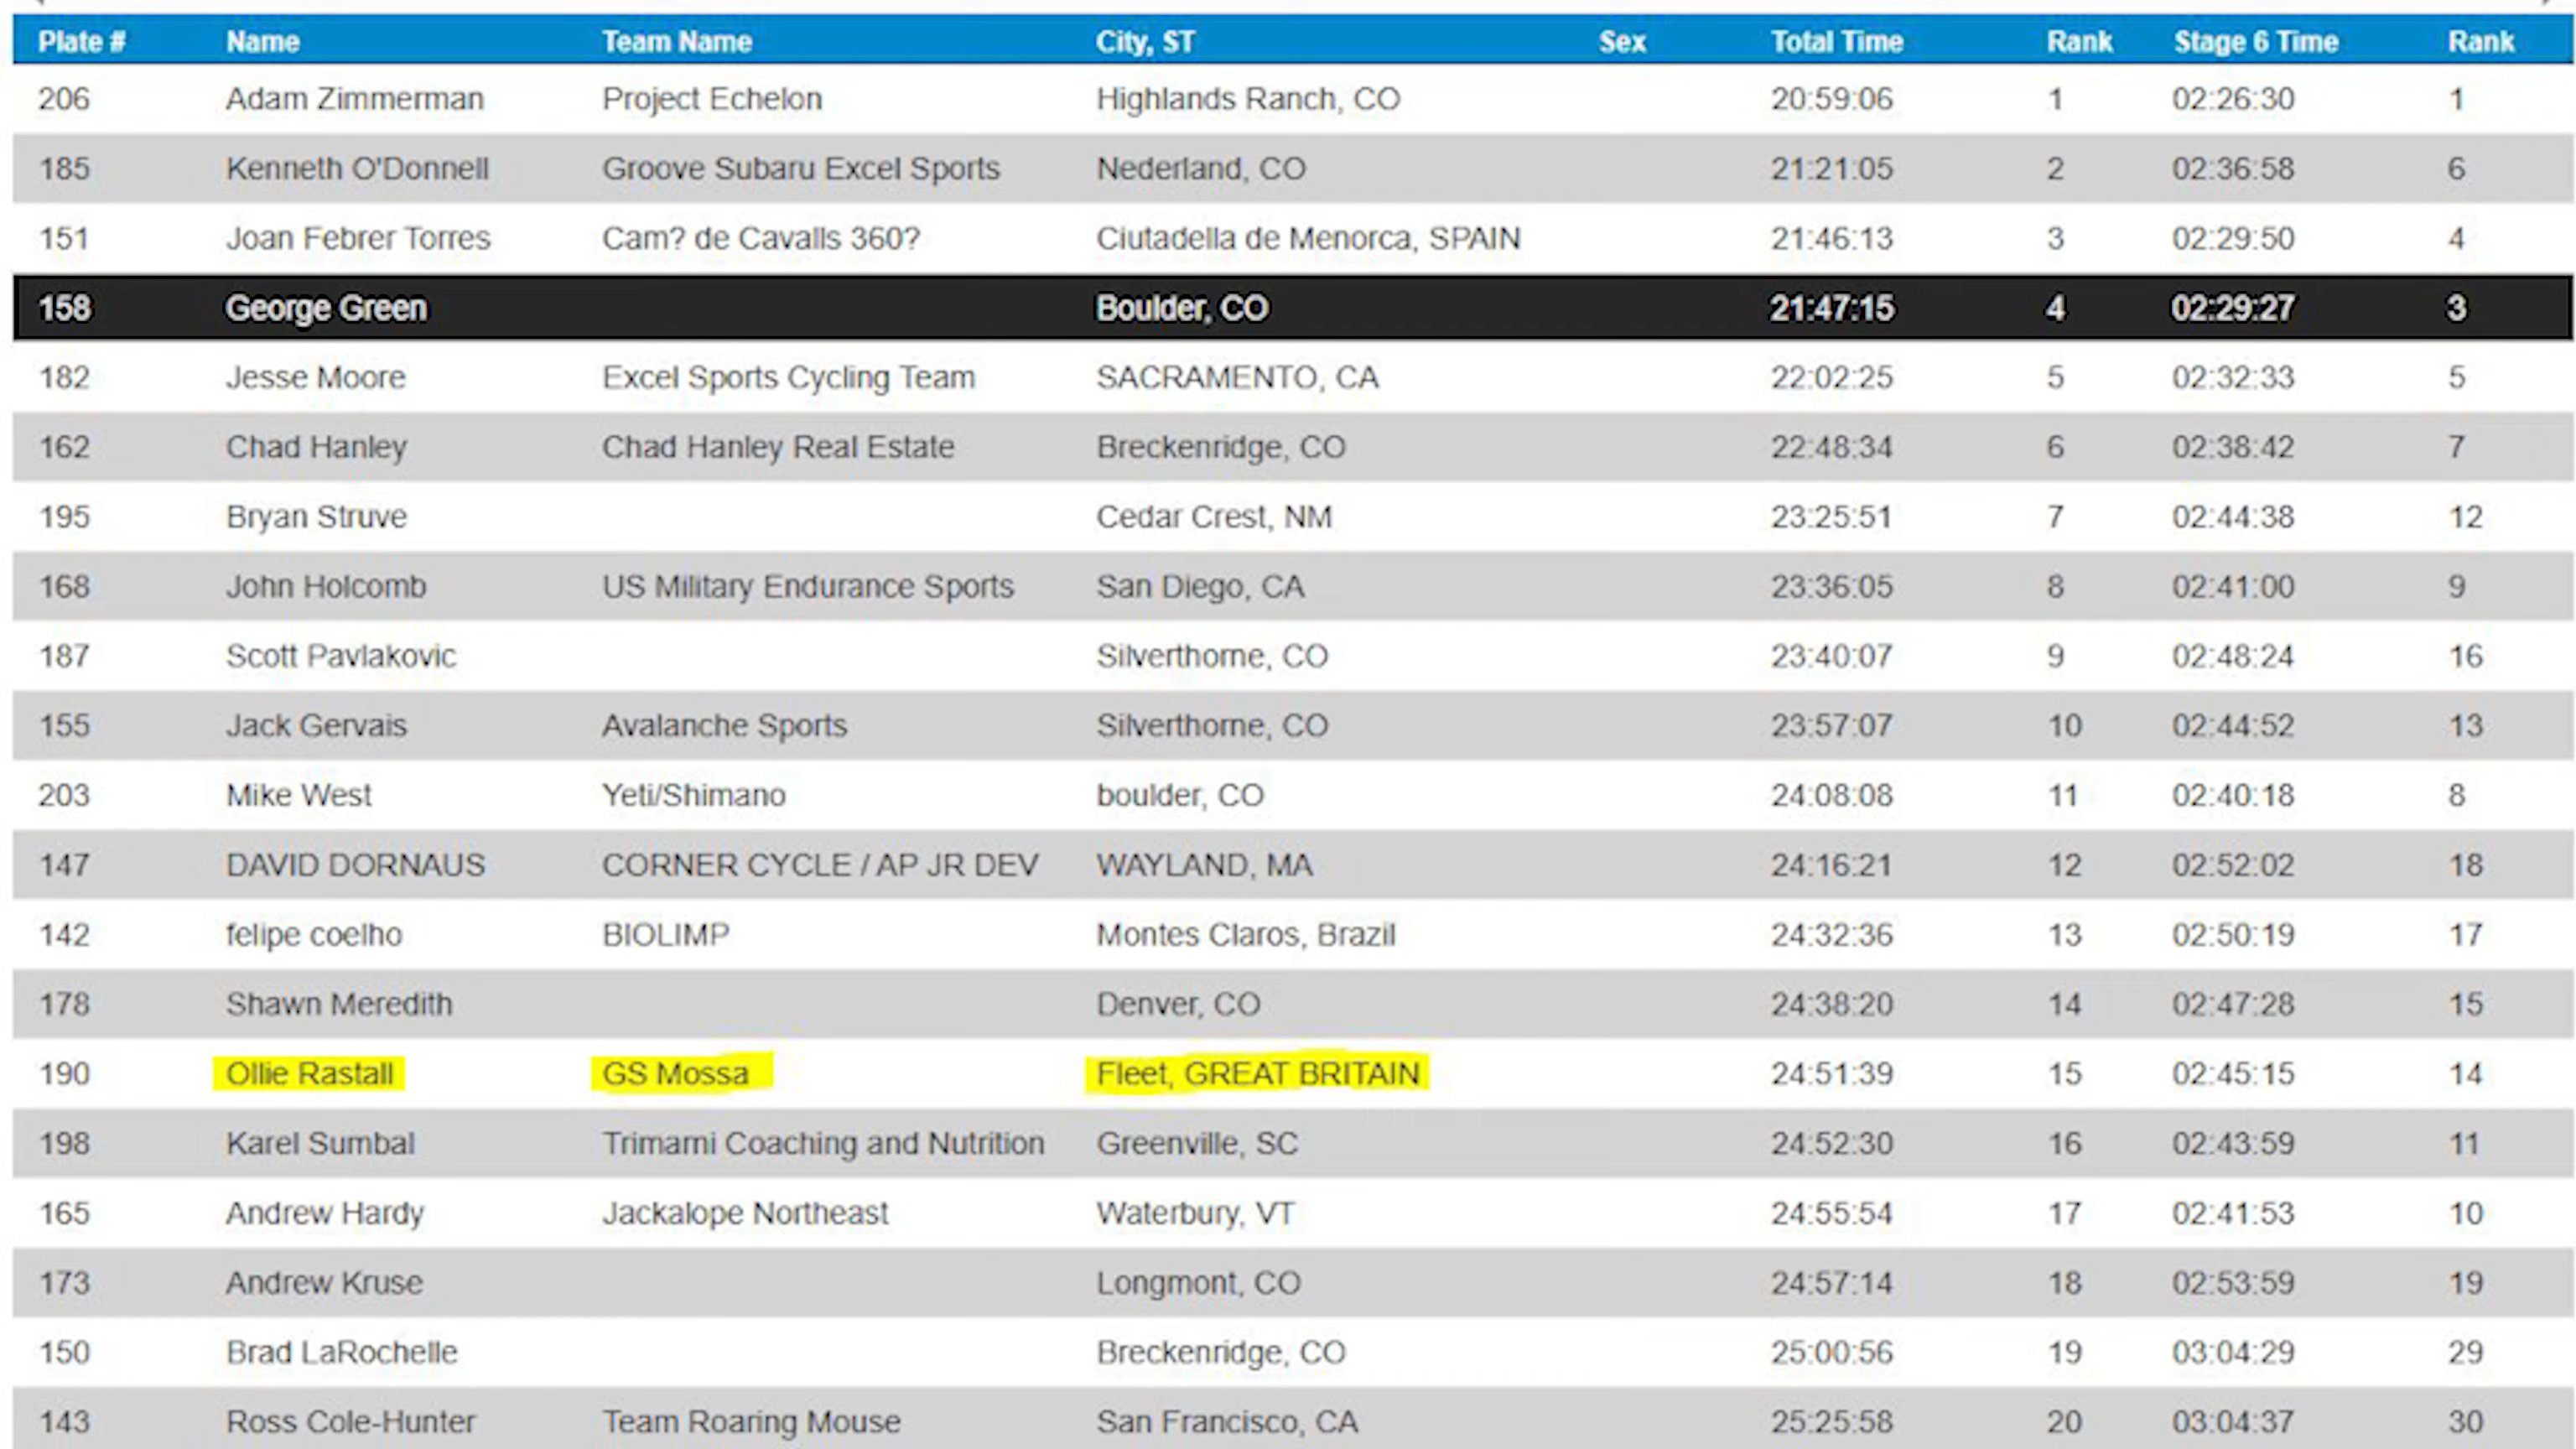 Plate # Name Team Name City, ST Sex Total Time Rank Stage 6 Time Rank
206 Adam Zimmerman Project Echelon Highlands Ranch, CO 20:59:06 1 02:26:30 1
185 Kenneth O'Donnell Groove Subaru Excel Sports Nederland, CO 21:21:05 2 02:36:58 6
151 Joan Febrer Torres Cam? de Cavalls 360? Ciutadella de Menorca, SPAIN 21:46:13 3 02:29:50 4
158 George Green Boulder, CO 21:47:15 4 02:29:27 3
182 Jesse Moore Excel Sports Cycling Team SACRAMENTO, CA 22:02:25 5 02:32:33 5
162 Chad Hanley Chad Hanley Real Estate Breckenridge, CO 22:48:34 6 02:38:42 7
195 Bryan Struve Cedar Crest, NM 23:25:51 7 02:44:38 12
168 John Holcomb US Military Endurance Sports San Diego, CA 23:36:05 8 02:41:00 9
187 Scott Pavlakovic Silverthorne, CO 23:40:07 9 02:48:24 16
155 Jack Gervais Avalanche Sports Silverthorne, CO 23:57:07 10 02:44:52 13
203 Mike West Yeti/Shimano boulder, CO 24:08:08 11 02:40:18 8
147 DAVID DORNAUS CORNER CYCLE / AP JR DEV WAYLAND, MA 24:16:21 12 02:52:02 18
142 felipe coelho BIOLIMP Montes Claros, Brazil 24:32:36 13 02:50:19 17
178 Shawn Meredith Denver, CO 24:38:20 14 02:47:28 15
190 Ollie Rastall GS Mossa Fleet, GREAT BRITAIN 24:51:39 15 02:45:15 14
198 Karel Sumbal Trimarni Coaching and Nutrition Greenville, SC 24:52:30 16 02:43:59 11
165 Andrew Hardy Jackalope Northeast Waterbury, VT 24:55:54 17 02:41:53 10
173 Andrew Kruse Longmont, CO 24:57:14 18 02:53:59 19
150 Brad LaRochelle Breckenridge, CO 25:00:56 19 03:04:29 29
143 Ross Cole-Hunter Team Roaring Mouse San Francisco, CA 25:25:58 20 03:04:37 30